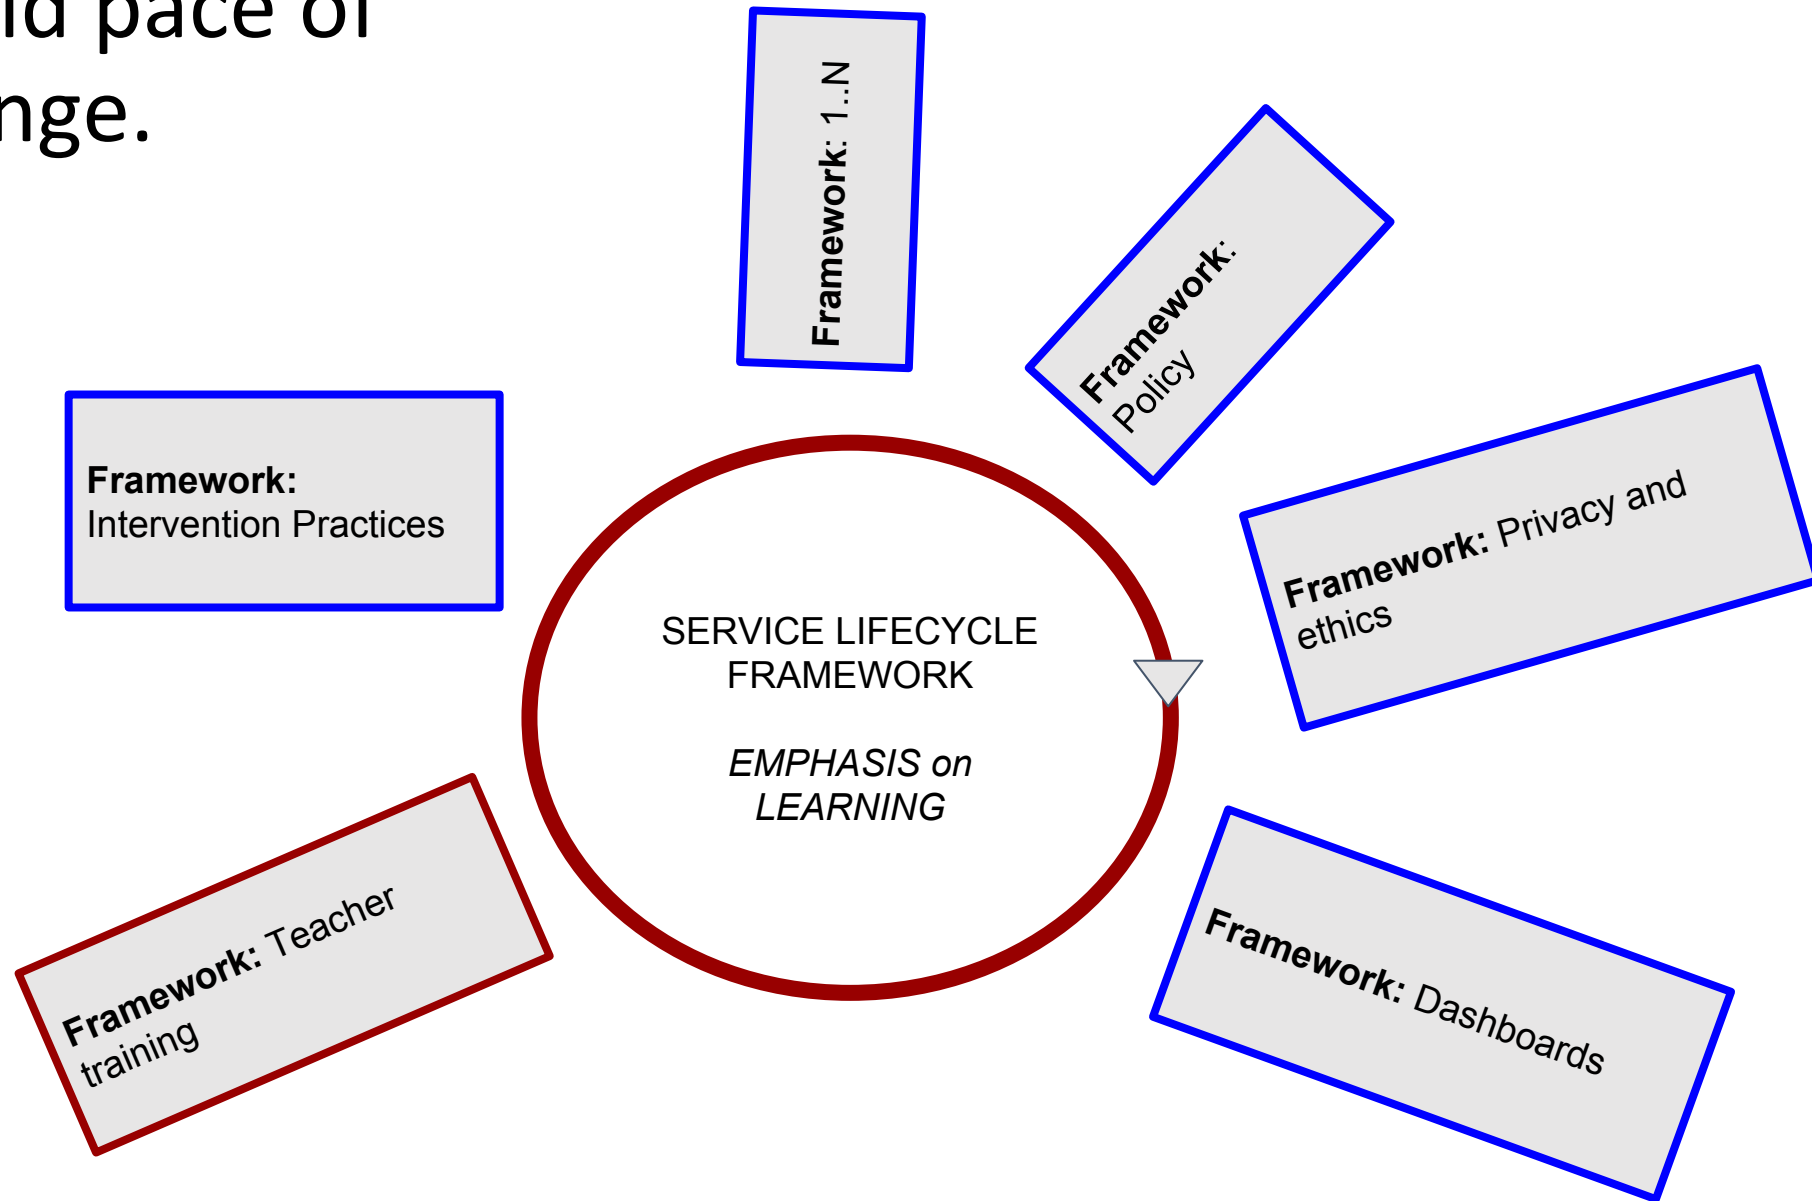 id pace of
nge.
Framework: 1..N
Framework:
Policy
Framework: Privacy and
ethics
Framework:
Intervention Practices
SERVICE LIFECYCLE
FRAMEWORK
EMPHASIS on
LEARNING
Framework: Teacher
training
Framework: Dashboards